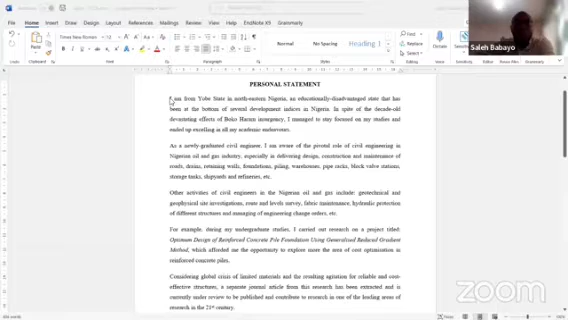 File Home Insert Draw Design Layout References Mailings Review View Help EndNote X9 Grammarly
Times New Roman 12
Paste
Normal No Spacing Heading 1
Find
Replace
Select
Dictate
Clipboard Font Paragraph Styles Editing
Saleh Babayo
PERSONAL STATEMENT
I am from Yobe State in north-eastern Nigeria, an educationally-disadvantaged state that has
been at the bottom of several development indices in Nigeria. In spite of the decade-old
devastating effects of Boko Haram insurgency, I managed to stay focused on my studies and
ended up excelling in all my academic endeavours.
As a newly-graduated civil engineer, I am aware of the pivotal role of civil engineering in
Nigerian oil and gas industry, especially in delivering design, construction and maintenance of
roads, drains, retaining walls, foundations, piling, warehouses, pipe racks, block valve stations,
storage tanks, shipyards and refineries, etc.
Other activities of civil engineers in the Nigerian oil and gas include: geotechnical and
geophysical site investigations, route and levels survey, fabric maintenance, hydraulic protection
of different structures and managing of engineering change orders, etc.
For example, during my undergraduate studies, I carried out research on a project titled:
Optimum Design of Reinforced Concrete Pile Foundation Using Generalised Reduced Gradient
Method, which afforded me the opportunity to explore more the area of cost optimisation in
reinforced concrete piles.
Considering global crisis of limited materials and the resulting agitation for reliable and cost-
effective structures, a separate journal article from this research has been extracted and is
currently under review to be published and contribute to research in one of the leading areas of
research in the 21st century.
zoom